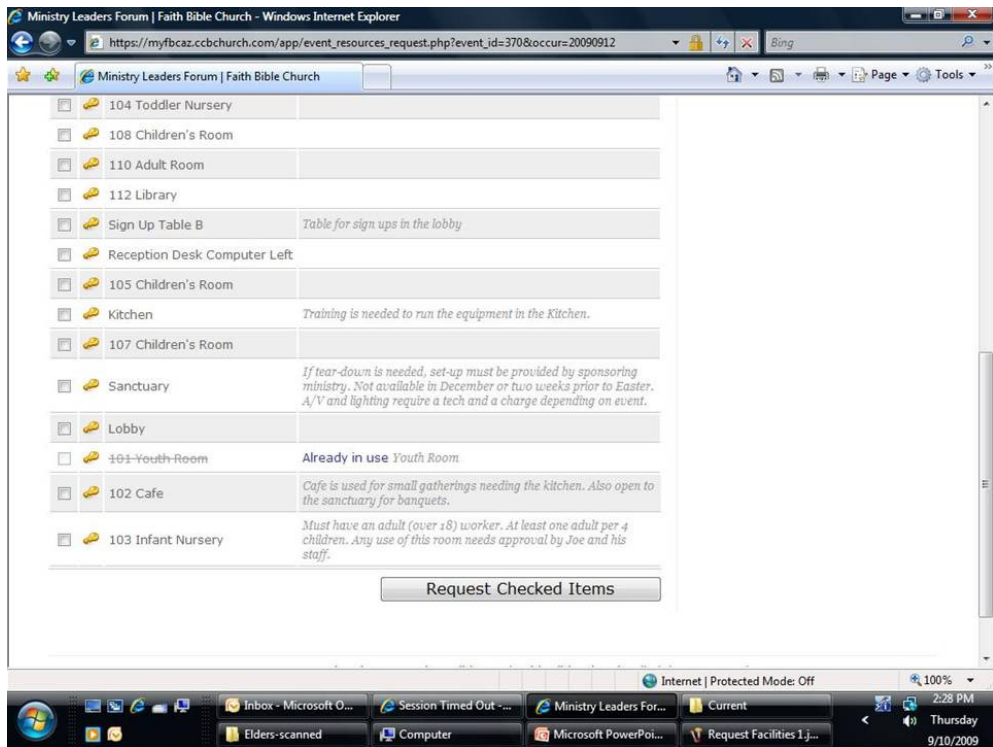 Ministry Leaders Forum | Faith Bible Church - Windows Internet Explorer
https://myfbcaz.ccbchurch.com/app/event_resources_request.php?event_id=370&occur=20090912
Bing
Ministry Leaders Forum | Faith Bible Church
Page
Tools
104 Toddler Nursery
108 Children's Room
110 Adult Room
112 Library
Sign Up Table B Table for sign ups in the lobby
Reception Desk Computer Left
105 Children's Room
Kitchen Training is needed to run the equipment in the Kitchen.
107 Children's Room
If tear-down is needed, set-up must be provided by sponsoring
Sanctuary ministry. Not available in December or two weeks prior to Easter.
A/V and lighting require a tech and a charge depending on event.
Lobby
101 Youth Room Already in use Youth Room
102 Cafe Cafe is used for small gatherings needing the kitchen. Also open to
the sanctuary for banquets.
Must have an adult (over 18) worker. At least one adult per 4
103 Infant Nursery children. Any use of this room needs approval by Joe and his
staff.
Request Checked Items
Internet | Protected Mode: Off 100%
Inbox - Microsoft O... Session Timed Out -... Ministry Leaders For... Current 2:28 PM
Thursday
Elders-scanned Computer Microsoft PowerPoi... Request Facilities 1.j... 9/10/2009